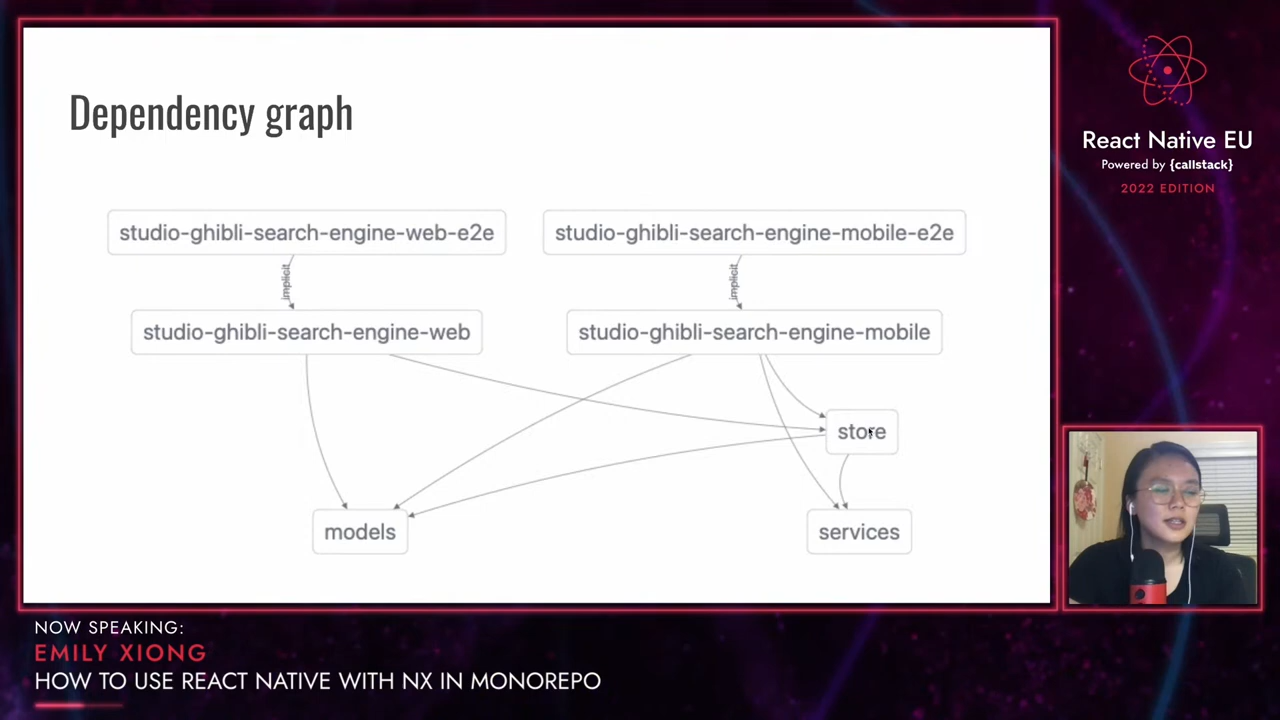 Dependency graph
studio-ghibli-search-engine-web-e2e
studio-ghibli-search-engine-mobile-e2e
implicit
implicit
studio-ghibli-search-engine-web
studio-ghibli-search-engine-mobile
store
models
services
React Native EU
Powered by {callstack}
2022 EDITION
NOW SPEAKING:
EMILY XIONG
HOW TO USE REACT NATIVE WITH NX IN MONOREPO